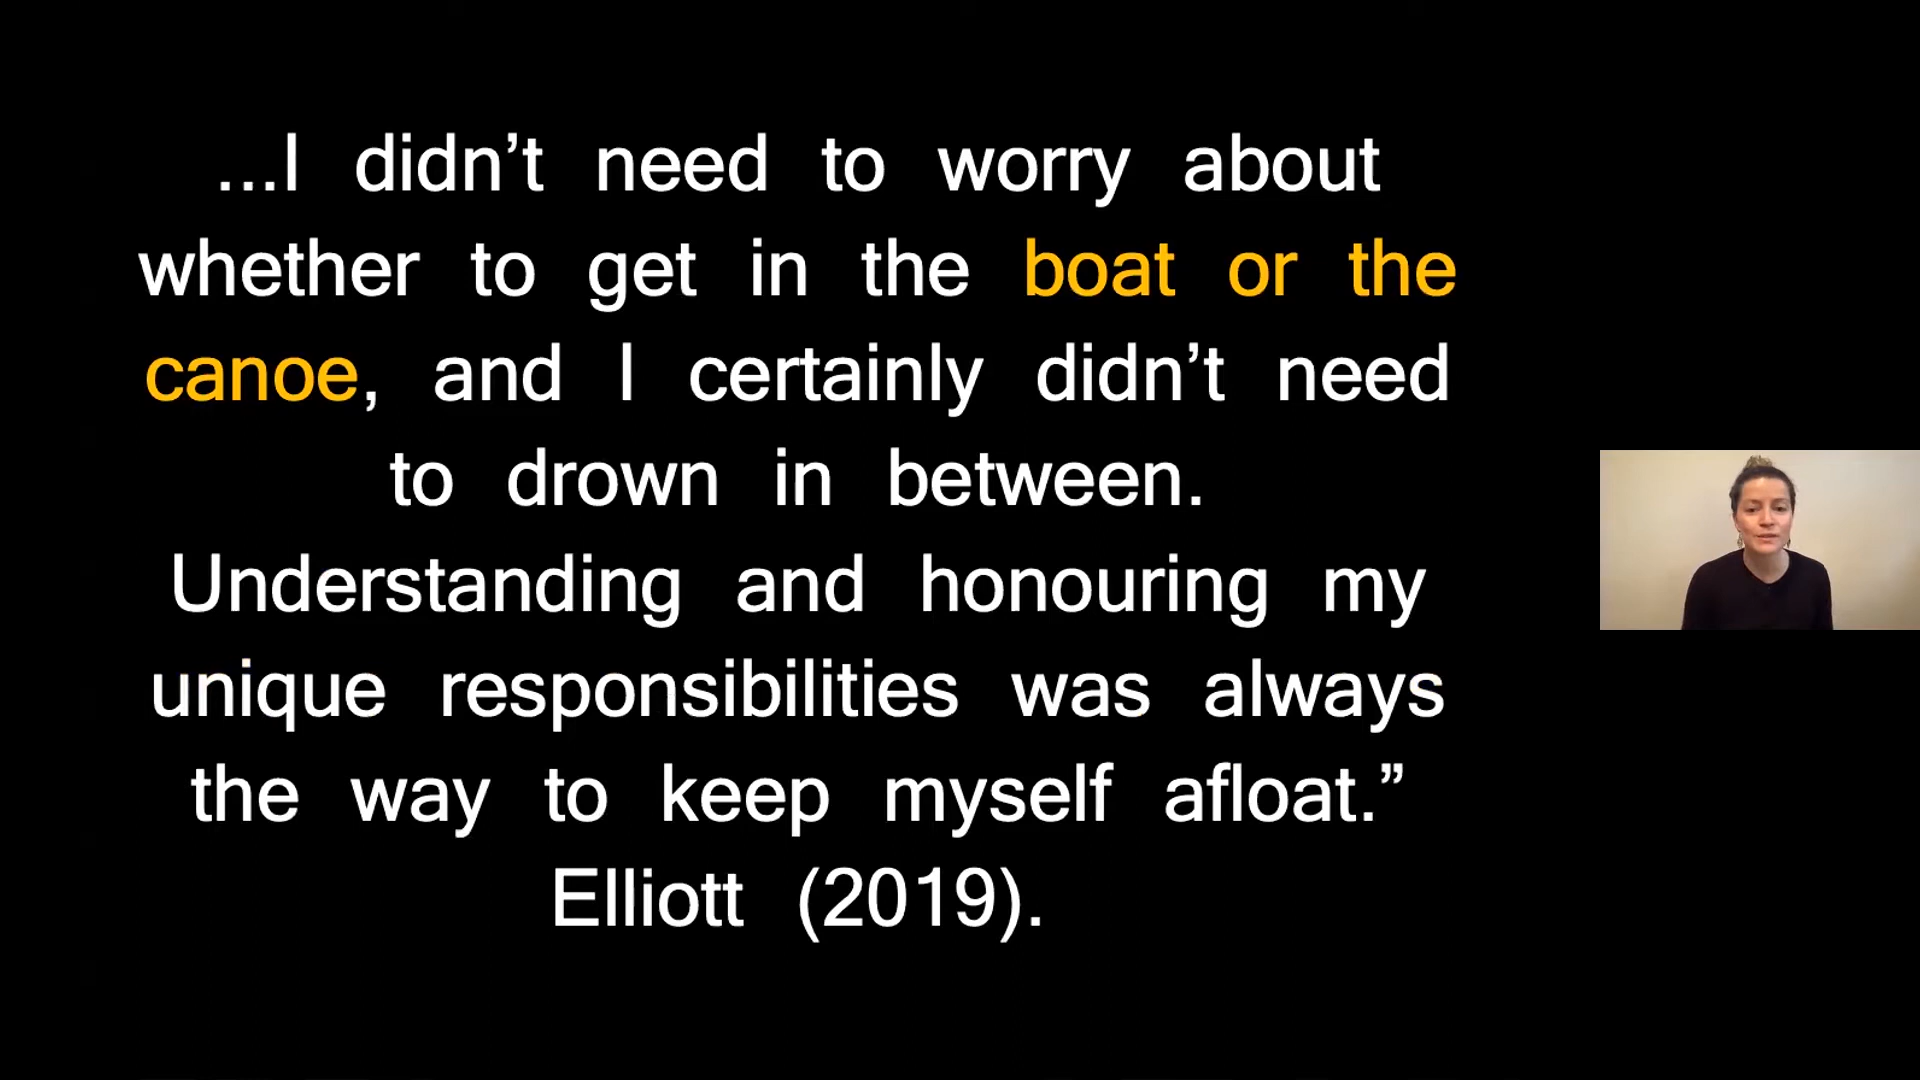 ...I didn’t need to worry about
whether to get in the boat or the
canoe, and I certainly didn’t need
to drown in between.
Understanding and honouring my
unique responsibilities was always
the way to keep myself afloat.”
Elliott (2019).